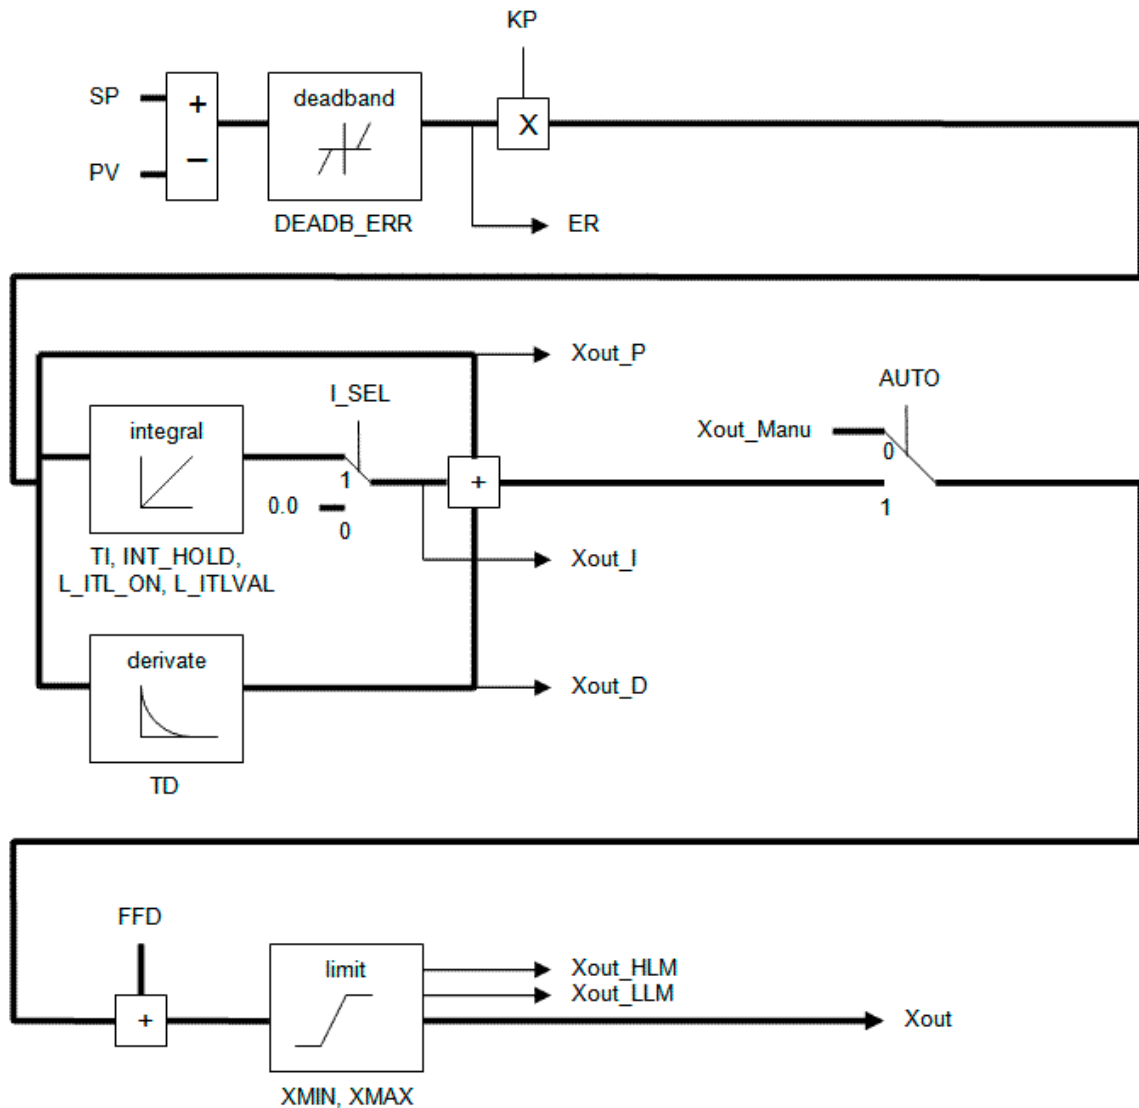 KP
SP
+
deadband
X
PV
−
DEADB_ERR
ER
Xout_P
I_SEL
AUTO
integral
Xout_Manu
0
1
+
0.0
0
1
TI, INT_HOLD,
L_ITL_ON, L_ITLVAL
Xout_I
derivate
Xout_D
TD
FFD
limit
Xout_HLM
Xout_LLM
+
Xout
XMIN, XMAX